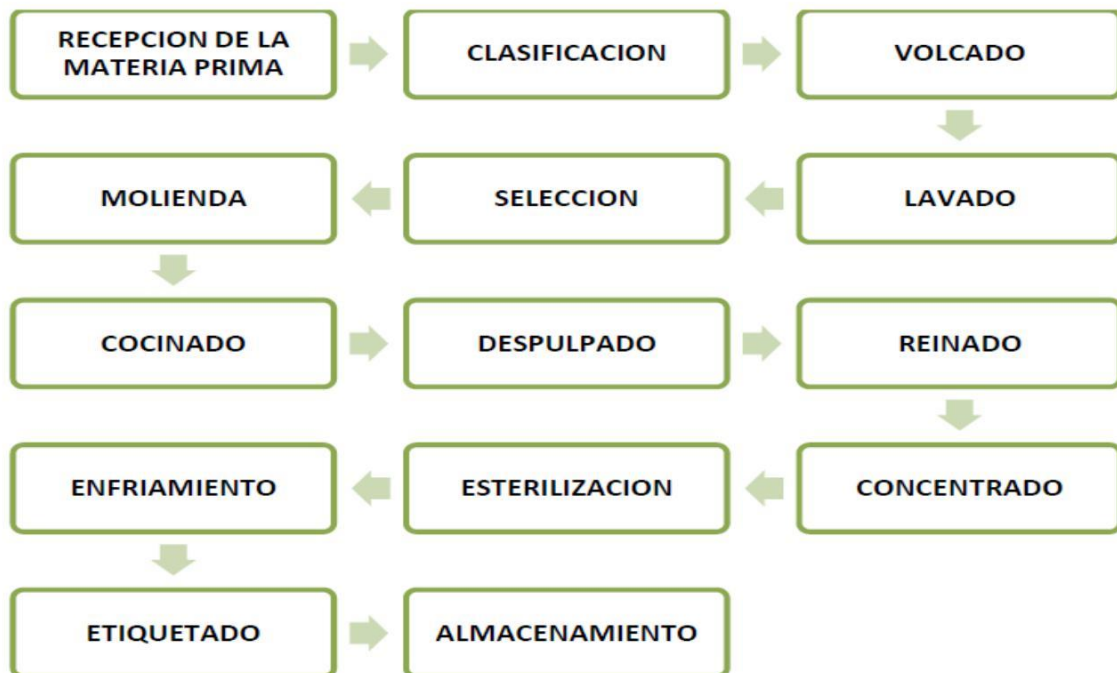 RECEPCION DE LA
MATERIA PRIMA
CLASIFICACION
VOLCADO
LAVADO
SELECCION
MOLIENDA
COCINADO
DESPULPADO
REINADO
CONCENTRADO
ESTERILIZACION
ENFRIAMIENTO
ETIQUETADO
ALMACENAMIENTO